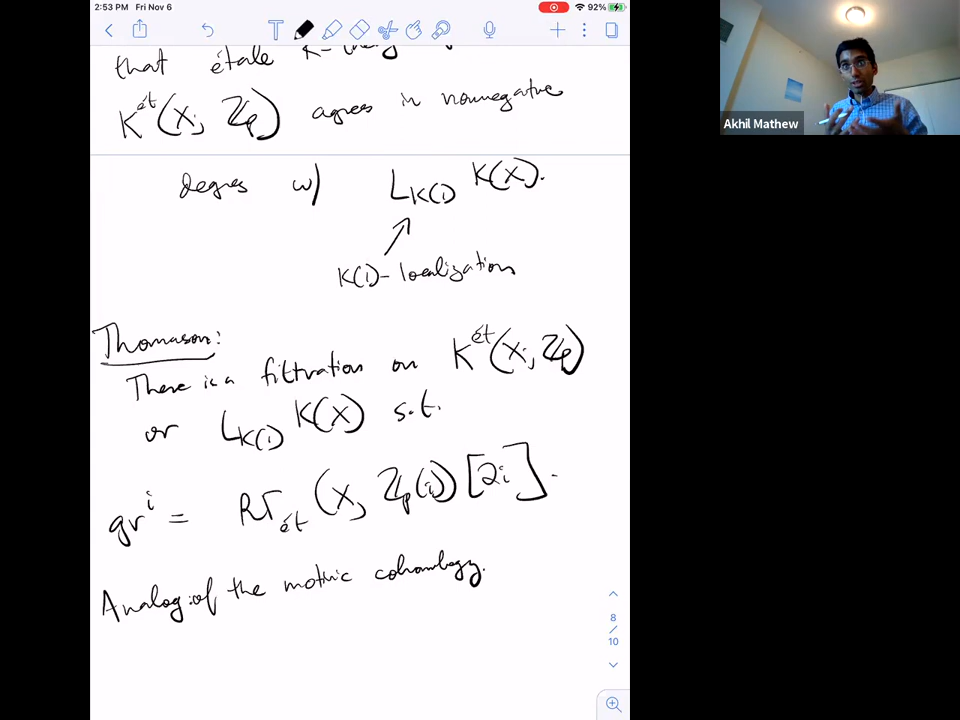 2:53 PM Fri Nov 6
92%
T
that étale K-theory
K^ét(X; Z_p) agrees in nonnegative
degrees w/ L_K(1) K(X).
K(1)-localization
Thomason:
There is a filtration on K^ét(X; Z_p)
or L_K(1) K(X) s.t.
gr^i = RΓ_ét (X, Z_p(i))[2i].
Analog of the motivic cohomology.
8
/
10
Akhil Mathew